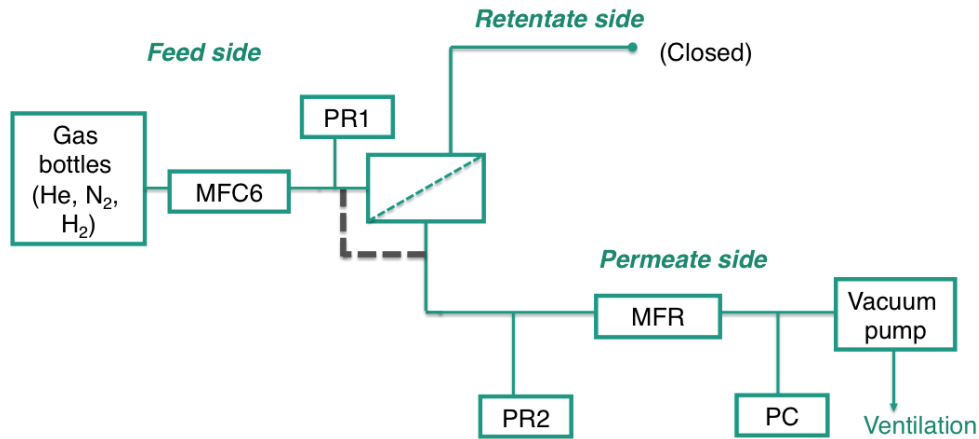 Retentate side
Feed side
(Closed)
PR1
Gas
bottles
(He, N₂,
H₂)
MFC6
Permeate side
Vacuum
pump
MFR
PR2
PC
Ventilation